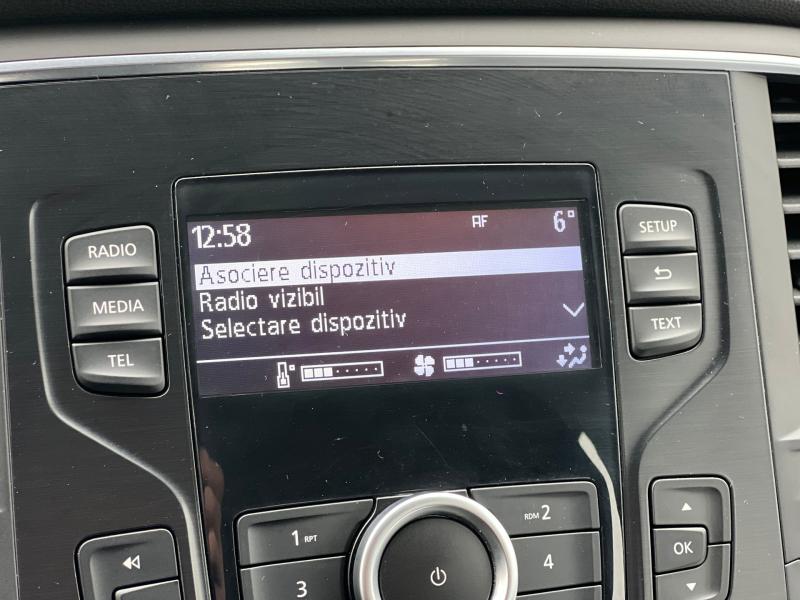 12:58 AF 6°
Asociere dispozitiv
Radio vizibil
Selectare dispozitiv
RADIO
MEDIA
TEL
SETUP
TEXT
1 RPT
RDM 2
3
4
OK